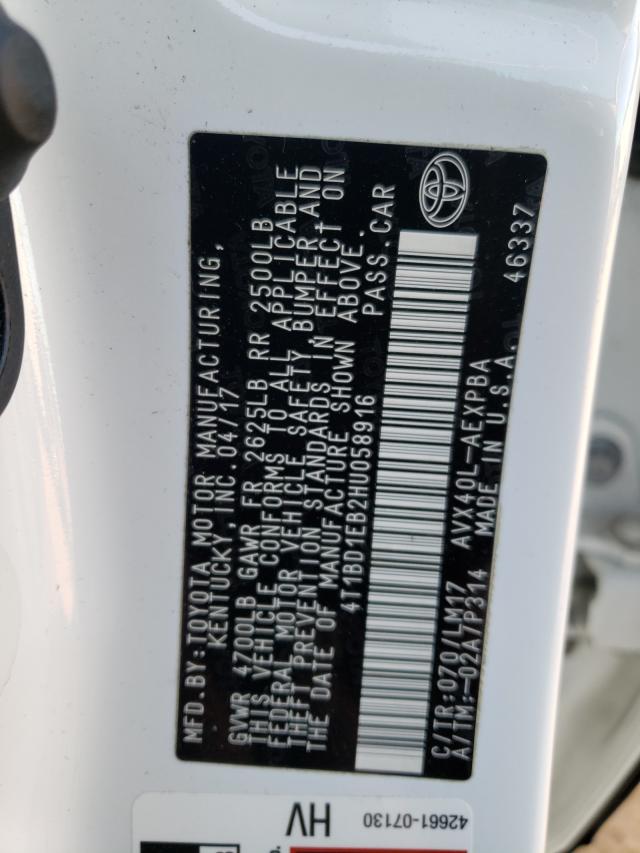 MFD.BY:TOYOTA MOTOR MANUFACTURING,
KENTUCKY, INC.04/17
GVWR 4700LB GAWR FR 2625LB RR 2500LB
THIS VEHICLE CONFORMS TO ALL APPLICABLE
FEDERAL MOTOR VEHICLE SAFETY, BUMPER,AND
THEFT PREVENTION STANDARDS IN EFFECT ON
THE DATE OF MANUFACTURE SHOWN ABOVE.
4T1BD1EB2HU058916 PASS.CAR
C/TR:070/LM17 AVX40L-AEXPBA 46337
A/TM:-02A/P314 MADE IN U.S.A.
42661-07130
HV